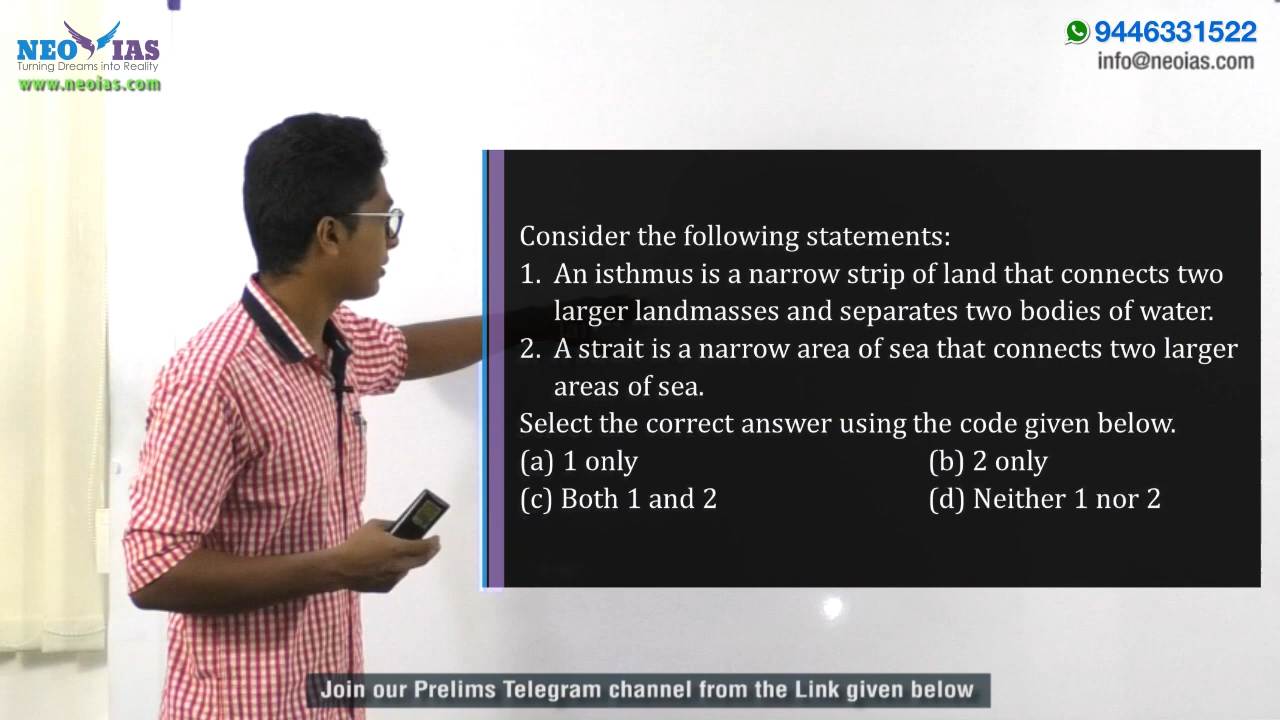 NEO IAS
Turning Dreams into Reality
www.neoias.com
9446331522
info@neoias.com
Consider the following statements:
1. An isthmus is a narrow strip of land that connects two
larger landmasses and separates two bodies of water.
2. A strait is a narrow area of sea that connects two larger
areas of sea.
Select the correct answer using the code given below.
(a) 1 only (b) 2 only
(c) Both 1 and 2 (d) Neither 1 nor 2
Join our Prelims Telegram channel from the Link given below